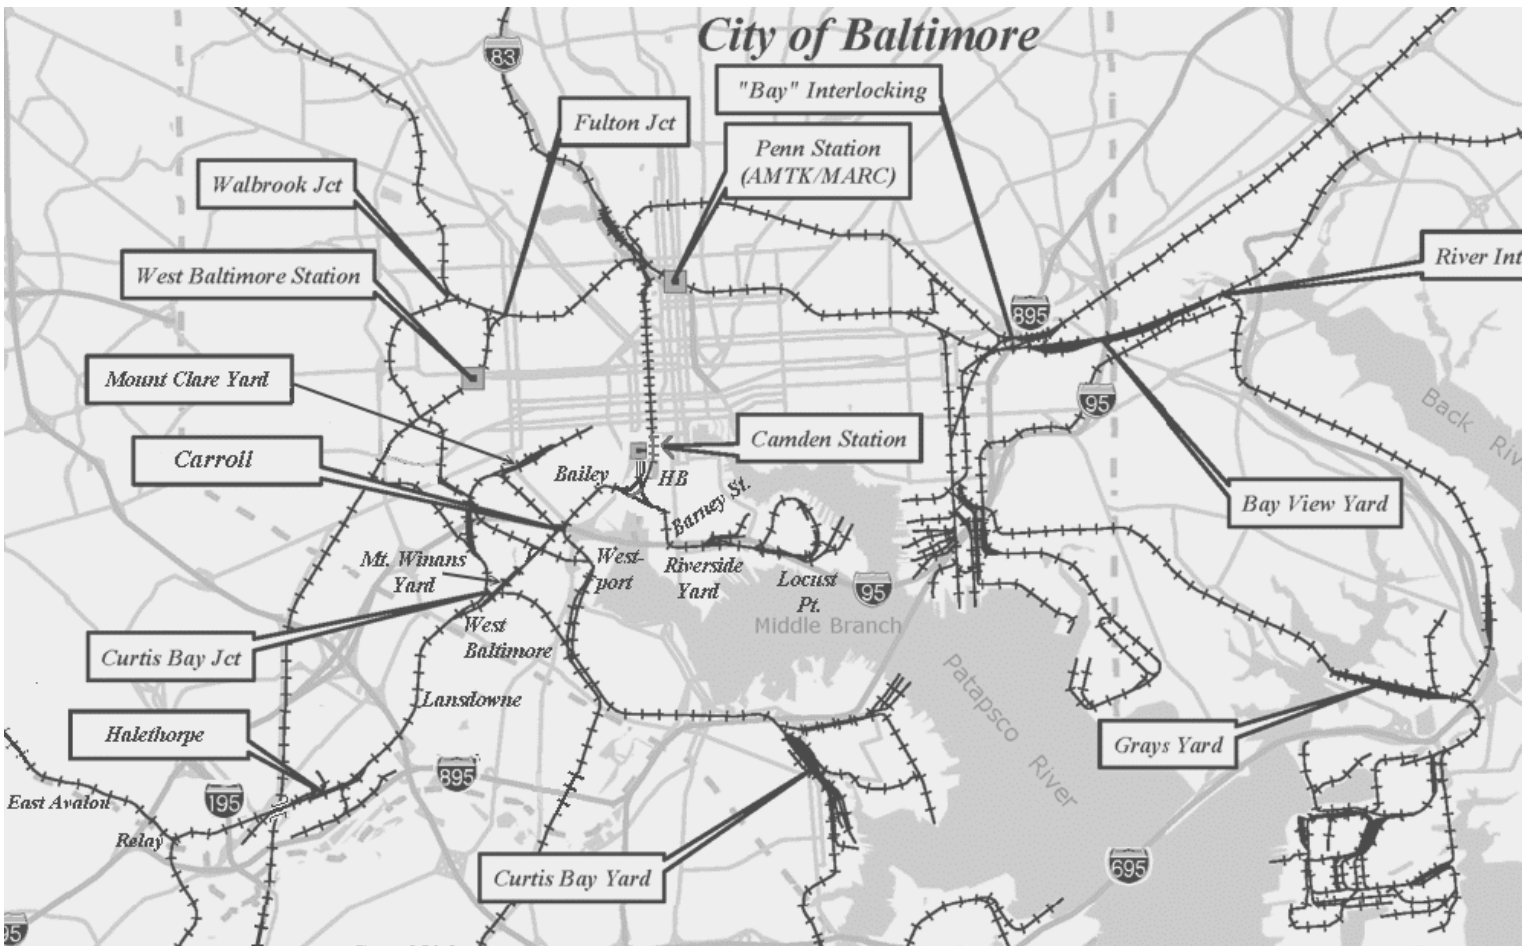 City of Baltimore
83
"Bay" Interlocking
Fulton Jct
Penn Station
(AMTK/MARC)
Walbrook Jct
West Baltimore Station
River Int
895
Mount Clare Yard
95
Back
Riv
Camden Station
Carroll
Bailey
HB
Barney St.
Bay View Yard
Mt. Winans
Yard
West-
port
Riverside
Yard
Locust
Pt.
95
Middle Branch
West
Baltimore
Curtis Bay Jct
Lansdowne
Patapsco
River
Halethorpe
Grays Yard
895
195
East Avalon
Relay
Curtis Bay Yard
695
95